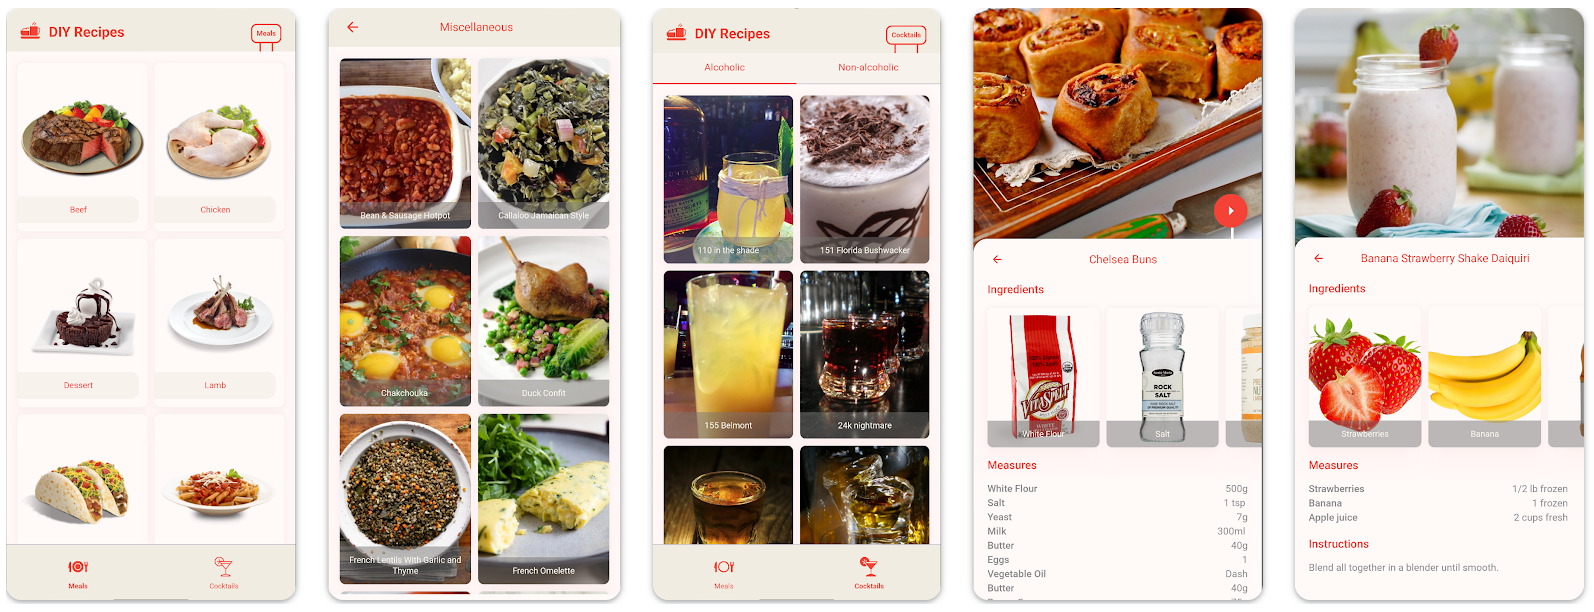 DIY Recipes
Meals
Beef
Chicken
Dessert
Lamb
Meals
Cocktails
Miscellaneous
Bean & Sausage Hotpot
Callaloo Jamaican Style
Chakchouka
Duck Confit
French Lentils With Garlic and
Thyme
French Omelette
DIY Recipes
Cocktails
Alcoholic
Non-alcoholic
110 in the shade
151 Florida Bushwacker
155 Belmont
24k nightmare
Meals
Cocktails
Chelsea Buns
Ingredients
VITASPELT
WHITE
ROCK
SALT
White Flour
Salt
Measures
White Flour 500g
Salt 1 tsp
Yeast 7g
Milk 300ml
Butter 40g
Eggs 1
Vegetable Oil Dash
Butter 40g
Banana Strawberry Shake Daiquiri
Ingredients
Strawberries
Banana
Measures
Strawberries 1/2 lb frozen
Banana 1 frozen
Apple juice 2 cups fresh
Instructions
Blend all together in a blender until smooth.